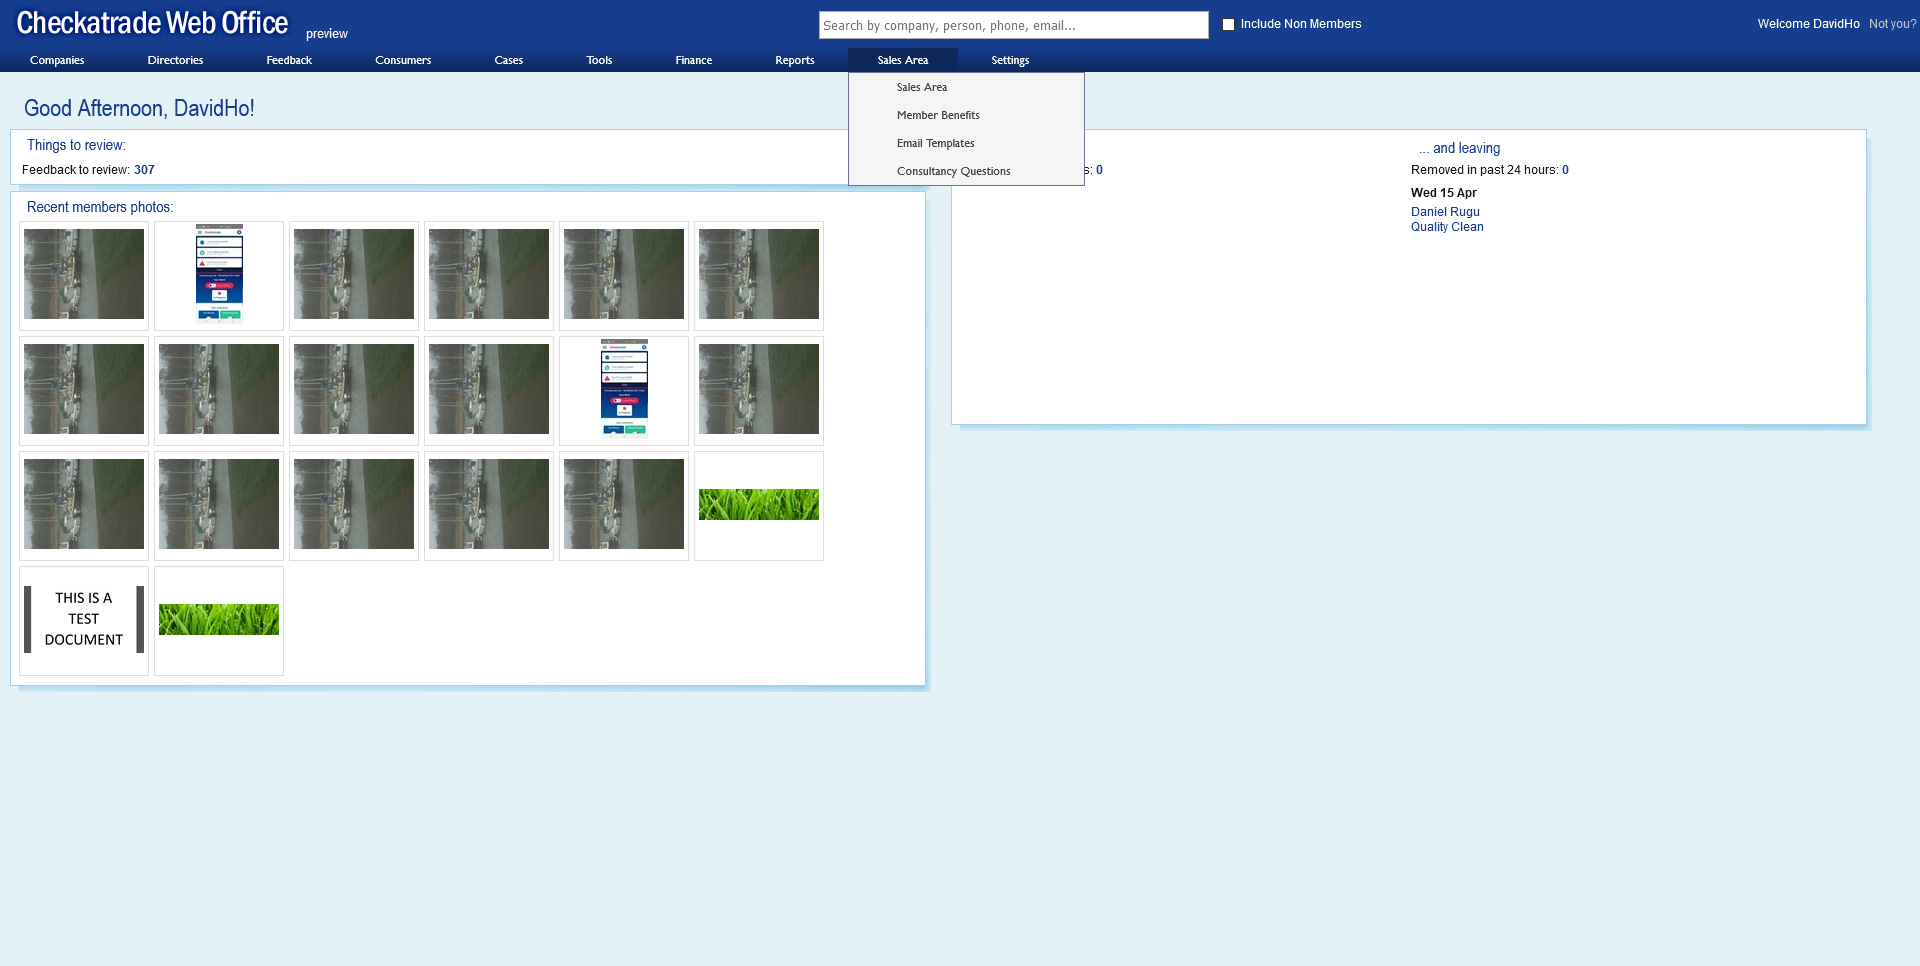 Checkatrade Web Office
preview
Search by company, person, phone, email...
Include Non Members
Welcome DavidHo Not you?
Companies Directories Feedback Consumers Cases Tools Finance Reports Sales Area Settings
Sales Area
Member Benefits
Email Templates
Consultancy Questions
Good Afternoon, DavidHo!
Things to review:
Feedback to review: 307
Recent members photos:
THIS IS A
TEST
DOCUMENT
s: 0
... and leaving
Removed in past 24 hours: 0
Wed 15 Apr
Daniel Rugu
Quality Clean